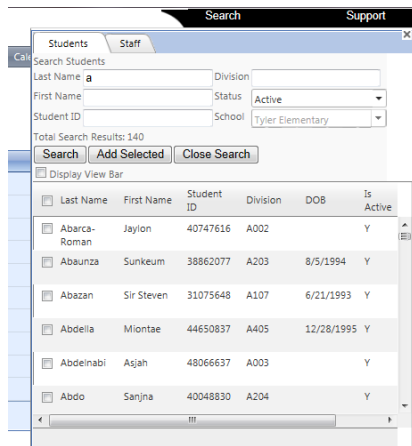 Search Support
Students Staff
Search Students
Last Name a Division
First Name Status Active
Student ID School Tyler Elementary
Total Search Results: 140
Search Add Selected Close Search
Display View Bar
Last Name First Name Student ID Division DOB Is Active
Abarca-Roman Jaylon 40747616 A002 Y
Abaunza Sunkeum 38862077 A203 8/5/1994 Y
Abazan Sir Steven 31075648 A107 6/21/1993 Y
Abdella Miontae 44650837 A405 12/28/1995 Y
Abdelnabi Asjah 48066637 A003 Y
Abdo Sanjna 40048830 A204 Y